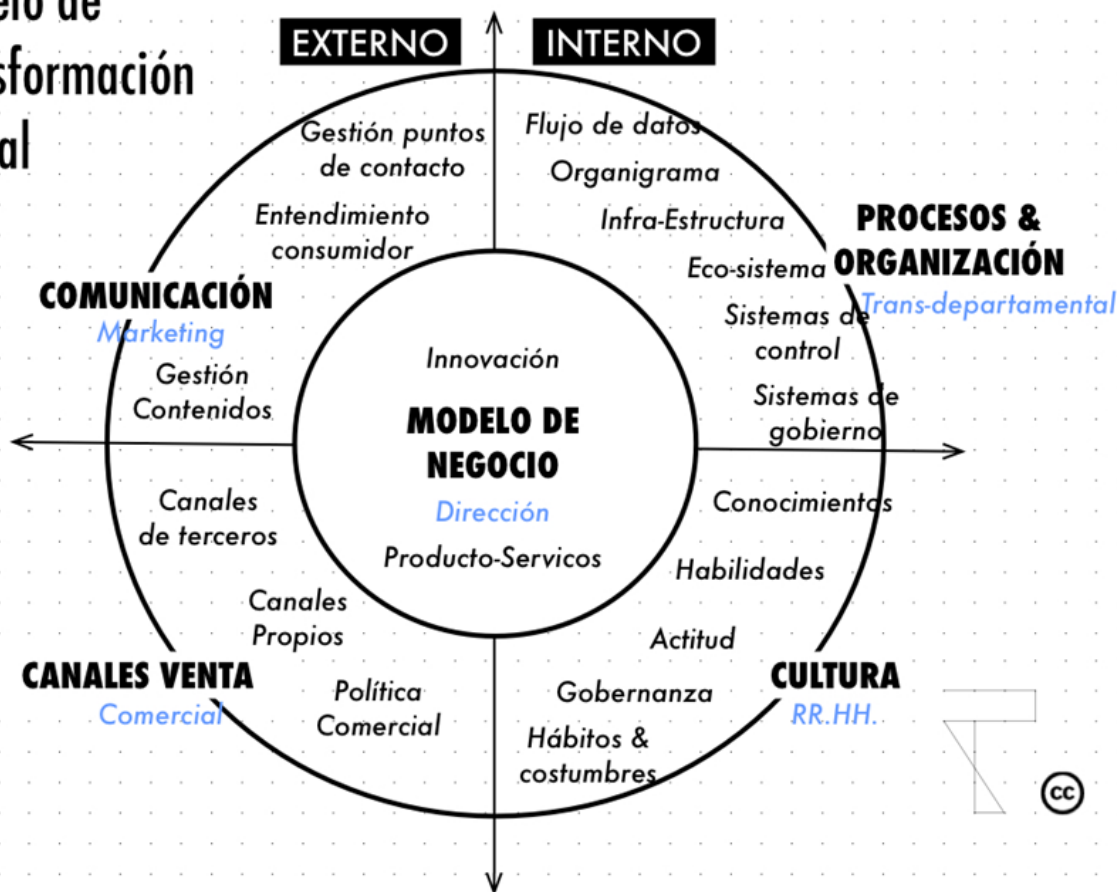 elo de
sformación
al
EXTERNO
INTERNO
Gestión puntos
de contacto
Entendimiento
consumidor
COMUNICACIÓN
Marketing
Gestión
Contenidos
Flujo de datos
Organigrama
Infra-Estructura
Eco-sistema
PROCESOS &
ORGANIZACIÓN
Trans-departamental
Sistemas de
control
Sistemas de
gobierno
Innovación
MODELO DE
NEGOCIO
Dirección
Producto-Servicos
Canales
de terceros
Canales
Propios
CANALES VENTA
Comercial
Política
Comercial
Conocimientos
Habilidades
Actitud
Gobernanza
Hábitos &
costumbres
CULTURA
RR.HH.
cc